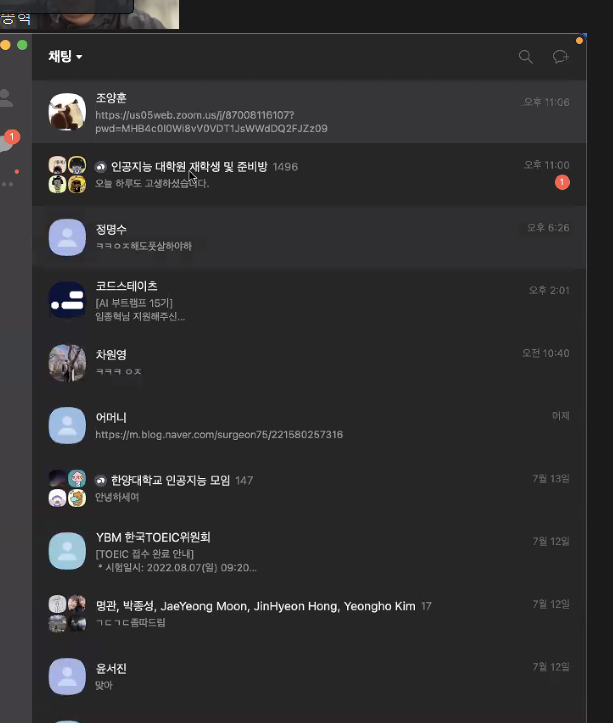 종혁
채팅
조양훈
오후 11:06
https://us05web.zoom.us/j/87008116107?
pwd=MHB4c0I0Wi8vV0VDT1JsWWdDQ2FJZz09
1
인공지능 대학원 재학생 및 준비방 1496
오후 11:00
오늘 하루도 고생하셨습니다.
1
정명수
오후 6:26
ㅋㅋㅇㅈ해도풋살하야하
코드스테이츠
오후 2:01
[AI 부트캠프 15기]
임종혁님 지원해주신...
차원영
오전 10:40
ㅋㅋㅋ ㅇㅈ
어머니
어제
https://m.blog.naver.com/surgeon75/221580257316
한양대학교 인공지능 모임 147
7월 13일
안녕하세여
YBM 한국TOEIC위원회
7월 12일
[TOEIC 접수 완료 안내]
* 시험일시: 2022.08.07(일) 09:20...
명관, 박종성, JaeYeong Moon, JinHyeon Hong, Yeongho Kim 17
7월 12일
ㄱㄷㄱㄷ좀따드림
윤서진
7월 12일
맞아